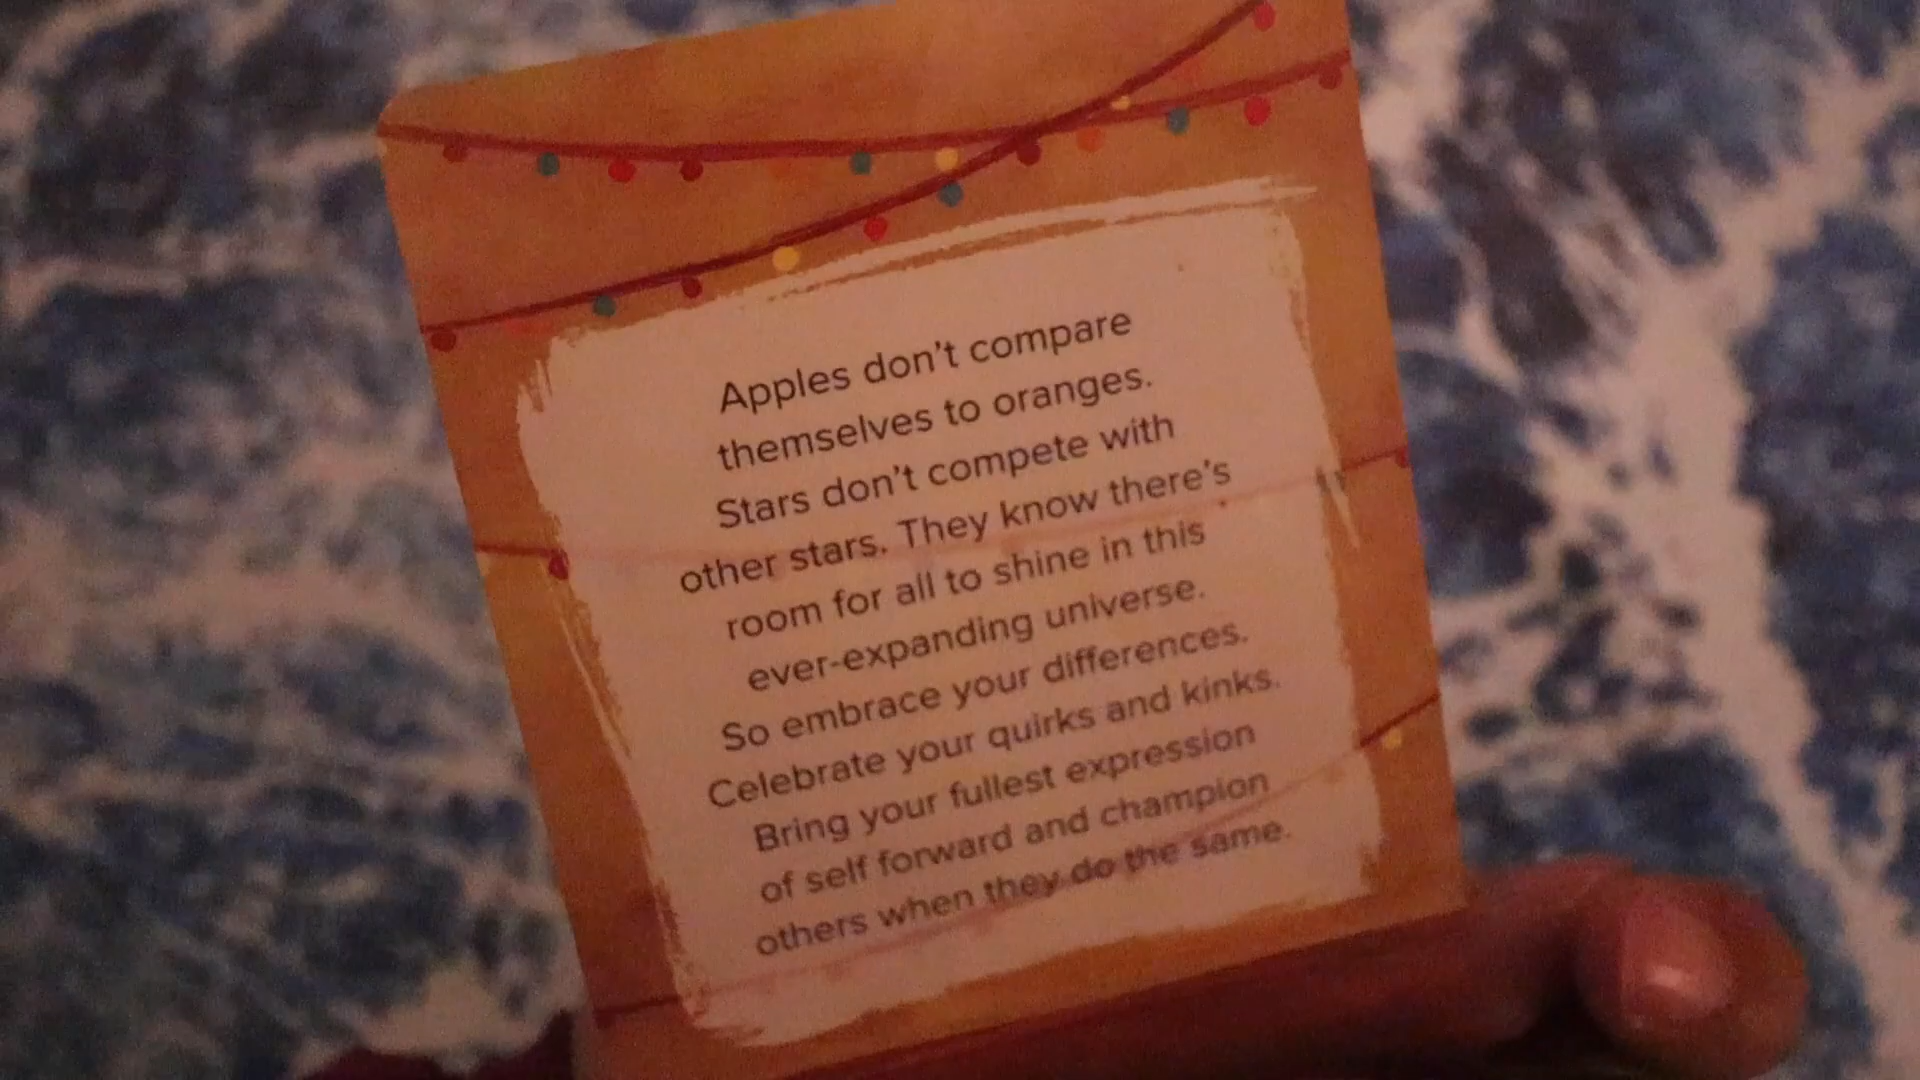 Apples don't compare
themselves to oranges.
Stars don't compete with
other stars. They know there's
room for all to shine in this
ever-expanding universe.
So embrace your differences.
Celebrate your quirks and kinks.
Bring your fullest expression
of self forward and champion
others when they do the same.